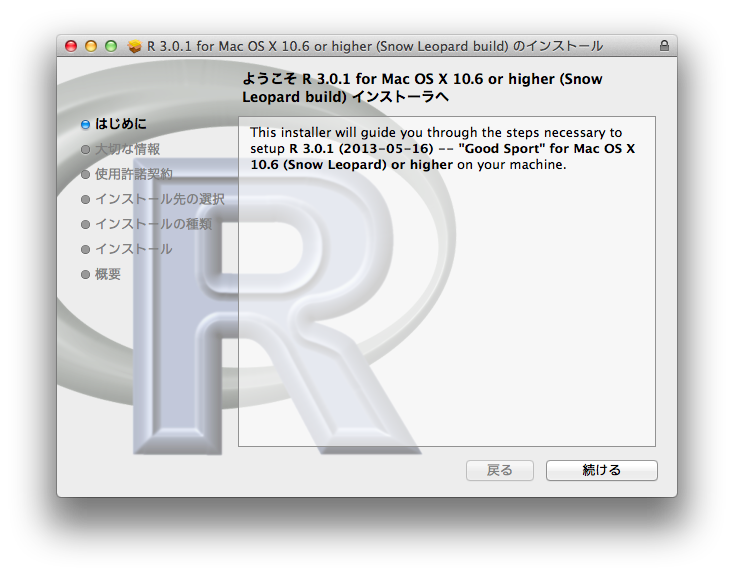 R 3.0.1 for Mac OS X 10.6 or higher (Snow Leopard build) のインストール
ようこそ R 3.0.1 for Mac OS X 10.6 or higher (Snow
Leopard build) インストーラへ
はじめに
大切な情報
使用許諾契約
インストール先の選択
インストールの種類
インストール
概要
This installer will guide you through the steps necessary to
setup R 3.0.1 (2013-05-16) -- "Good Sport" for Mac OS X
10.6 (Snow Leopard) or higher on your machine.
R
戻る
続ける